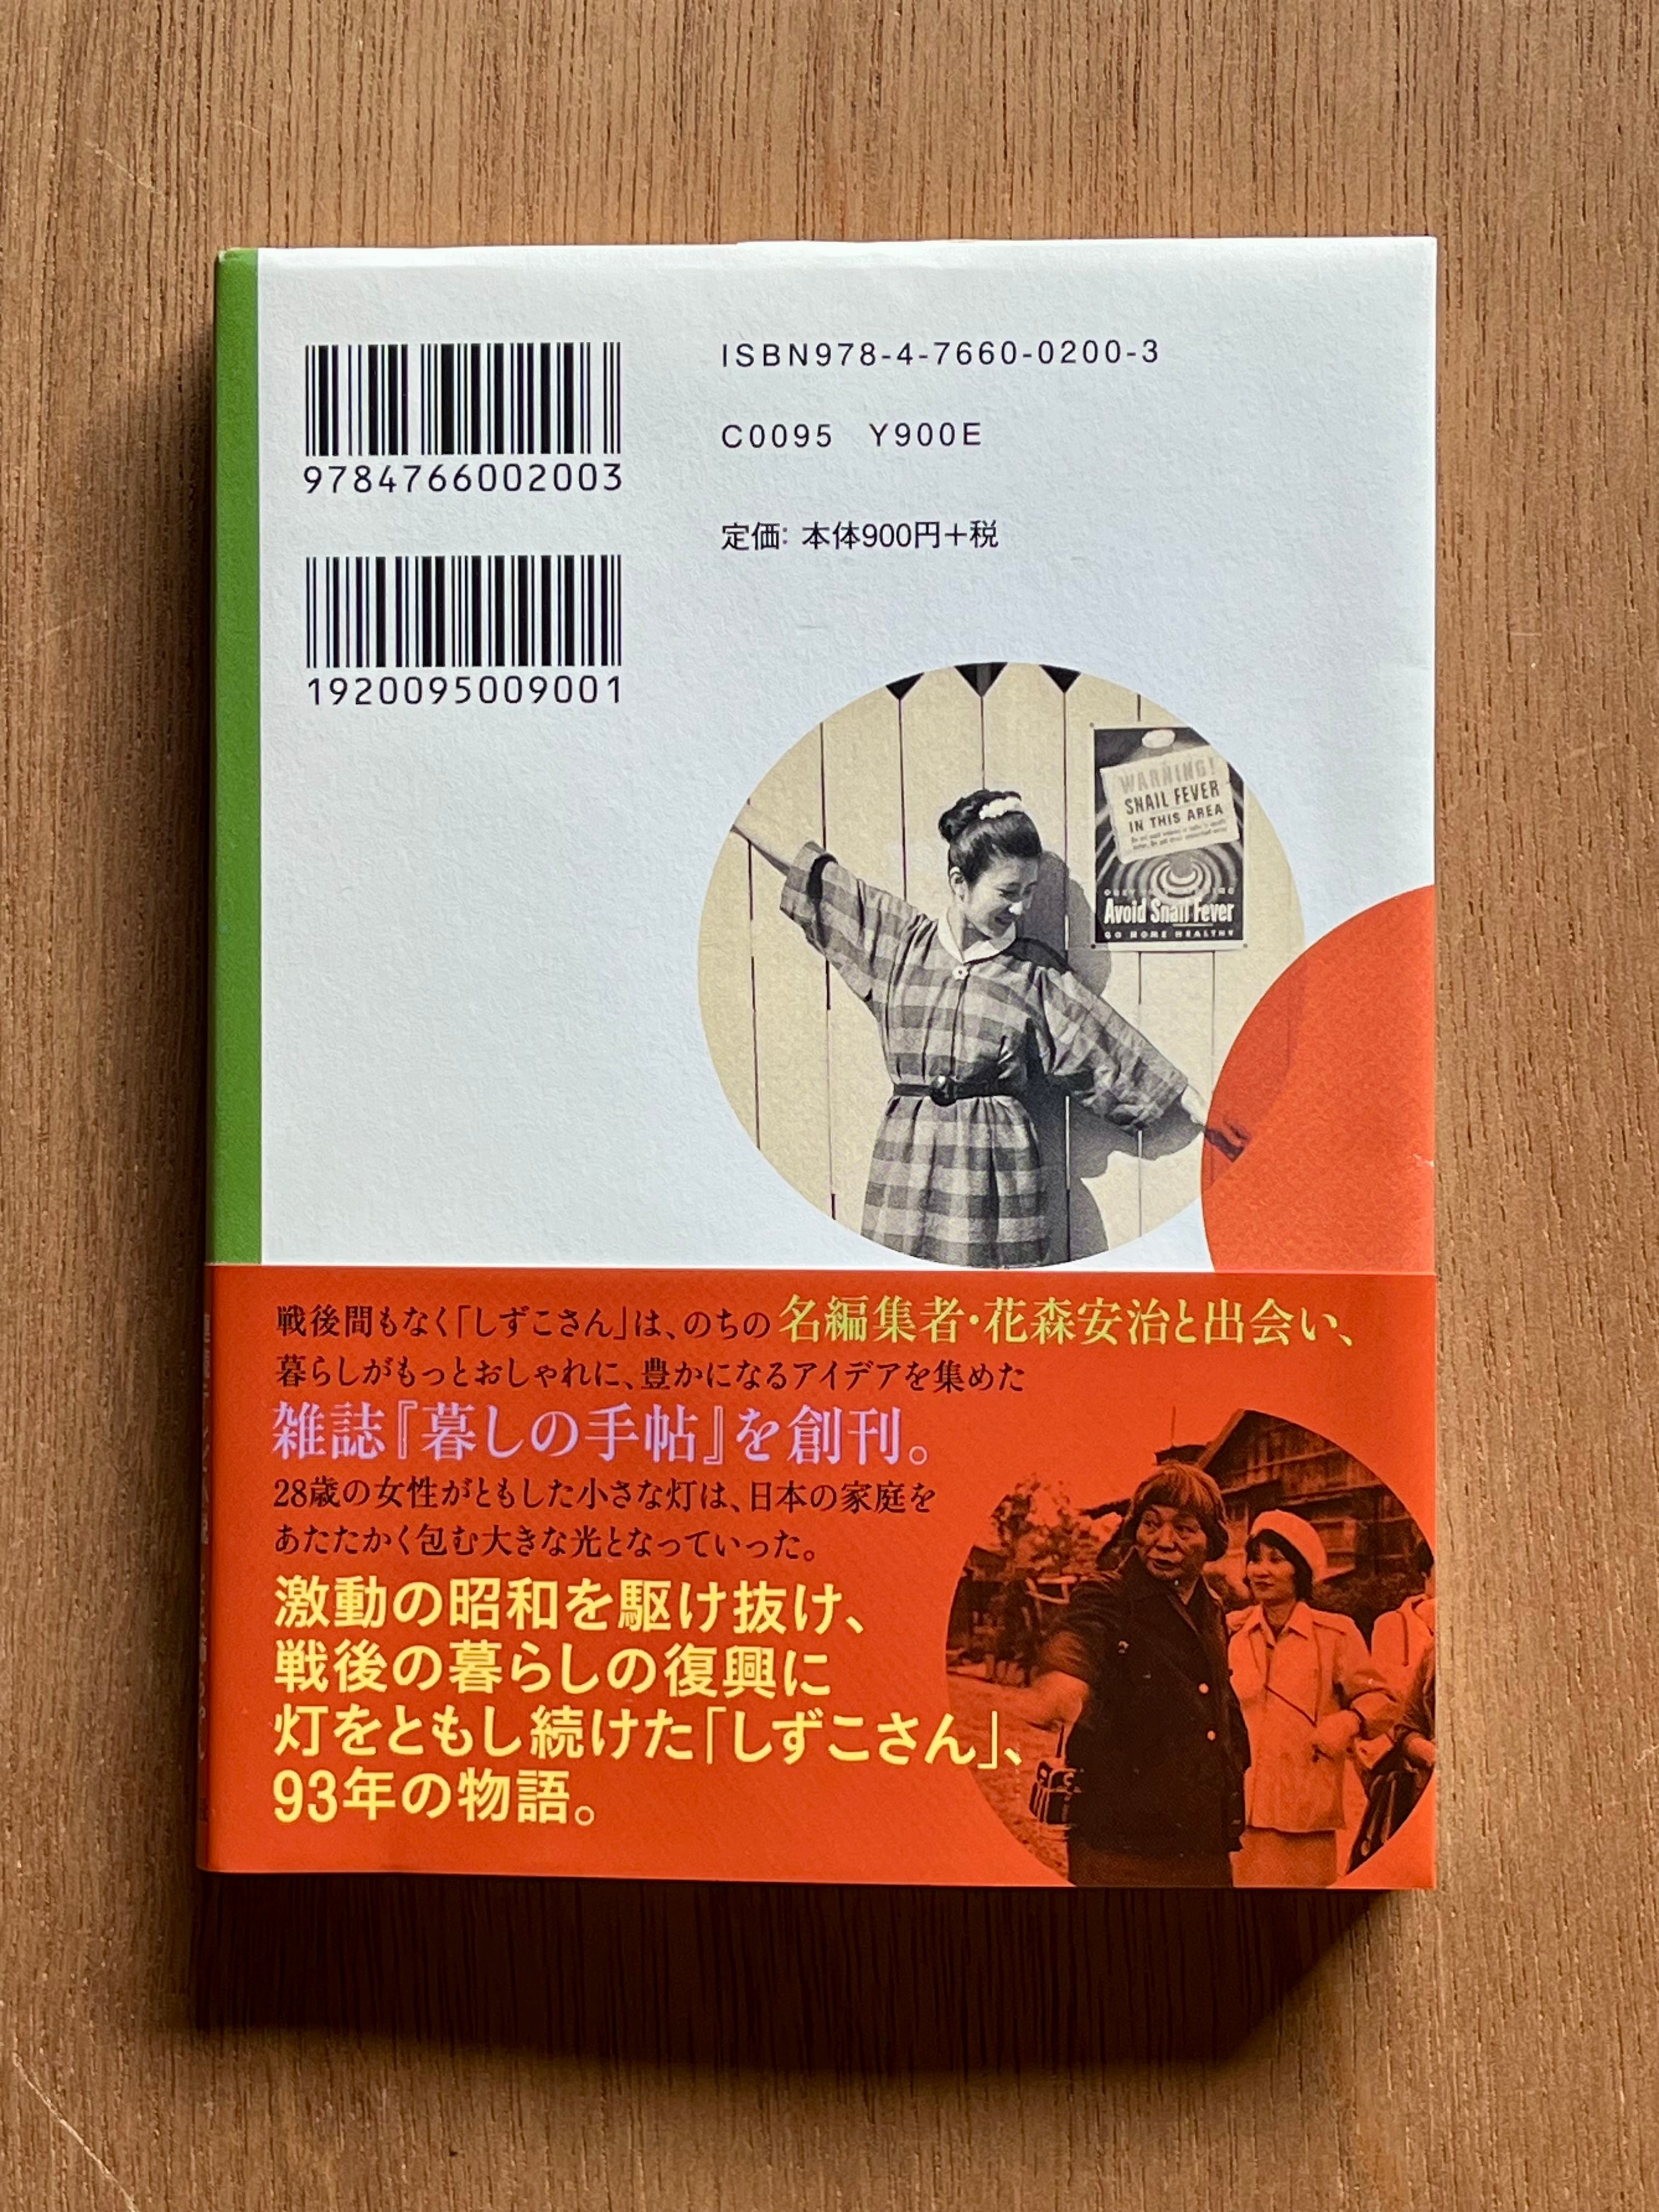 9784766002003
1920095009001
ISBN978-4-7660-0200-3
C0095 Y900E
定価: 本体900円+税
WARNING!
SNAIL FEVER
IN THIS AREA
Avoid Snail Fever
GO HOME HEALTHY
戦後間もなく「しずこさん」は、のちの名編集者・花森安治と出会い、
暮らしがもっとおしゃれに、豊かになるアイデアを集めた
雑誌『暮しの手帖』を創刊。
28歳の女性がともした小さな灯は、日本の家庭を
あたたかく包む大きな光となっていった。
激動の昭和を駆け抜け、
戦後の暮らしの復興に
灯をともし続けた「しずこさん」、
93年の物語。